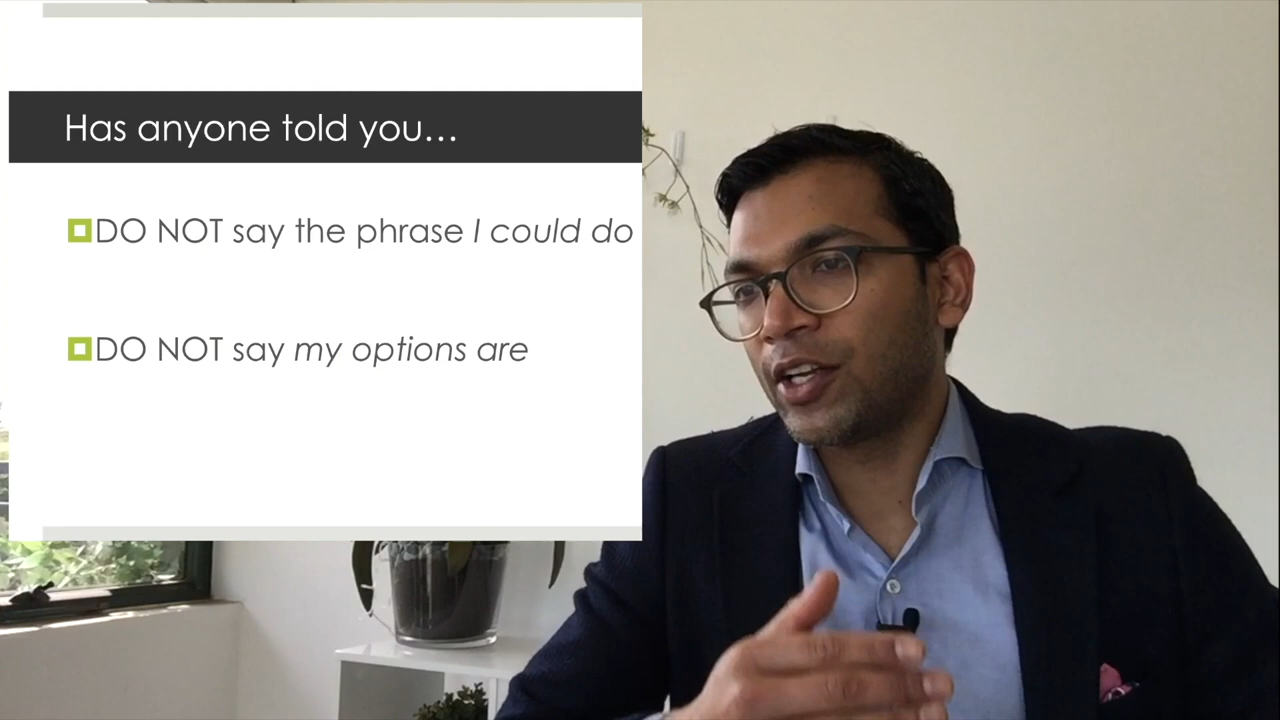 Has anyone told you…
DO NOT say the phrase I could do
DO NOT say my options are